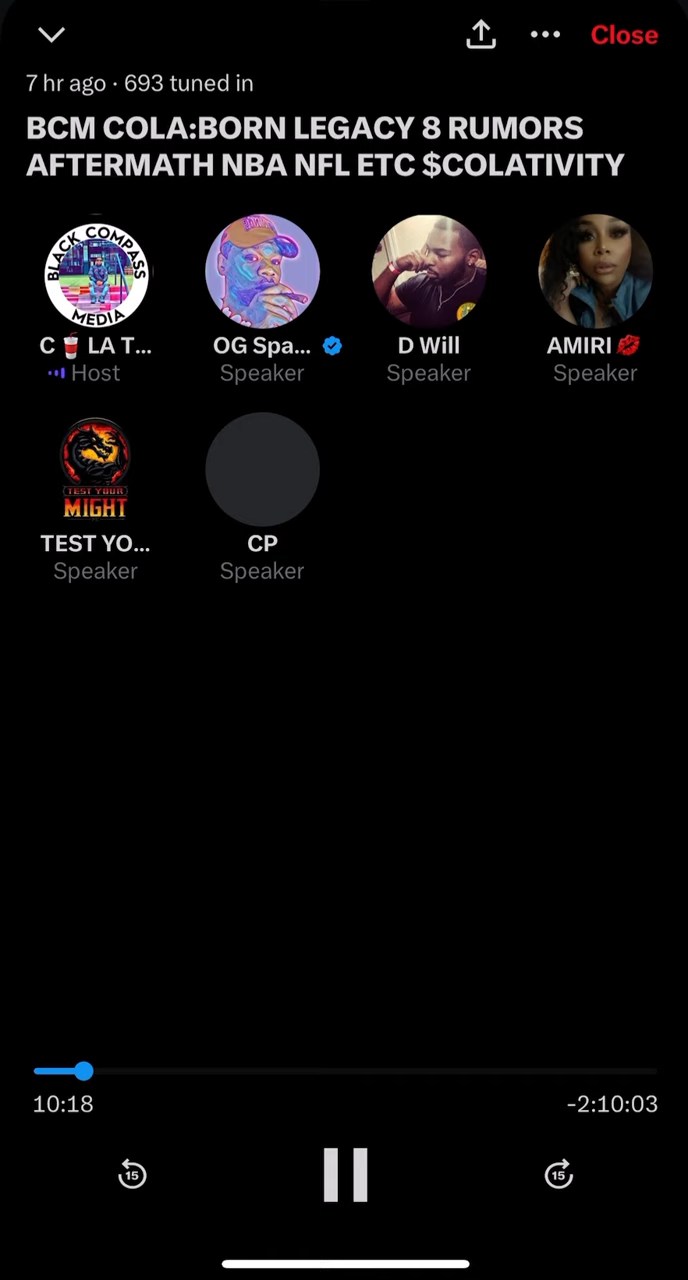 Close
7 hr ago · 693 tuned in
BCM COLA:BORN LEGACY 8 RUMORS
AFTERMATH NBA NFL ETC $COLATIVITY
BLACK COMPASS
MEDIA
C 🥤 LA T...
Host
OG Spa...
Speaker
D Will
Speaker
AMIRI 💋
Speaker
TEST YOUR
MIGHT
TEST YO...
Speaker
CP
Speaker
10:18
-2:10:03
15
15